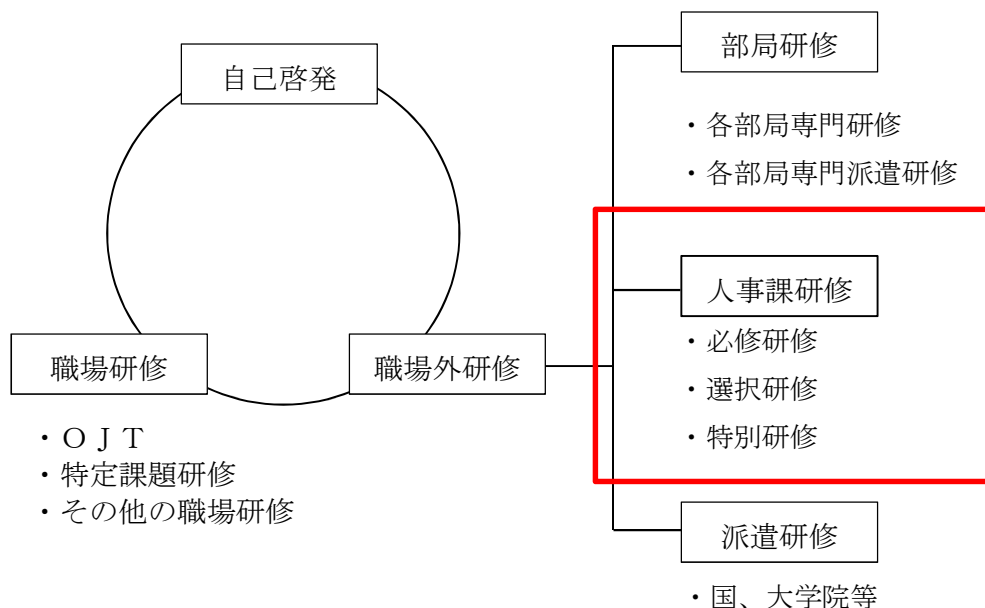 自己啓発
職場研修
・ＯＪＴ
・特定課題研修
・その他の職場研修
職場外研修
部局研修
・各部局専門研修
・各部局専門派遣研修
人事課研修
・必修研修
・選択研修
・特別研修
派遣研修
・国、大学院等